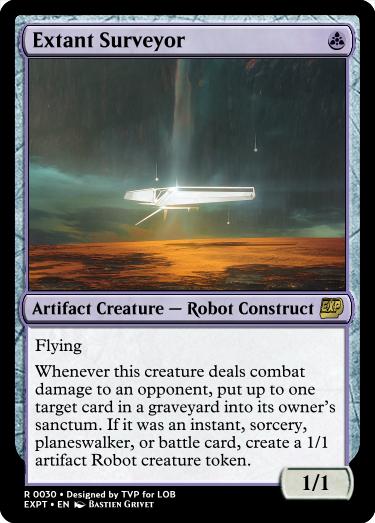 Extant Surveyor
EXP
Artifact Creature — Robot Construct
Flying
Whenever this creature deals combat
damage to an opponent, put up to one
target card in a graveyard into its owner's
sanctum. If it was an instant, sorcery,
planeswalker, or battle card, create a 1/1
artifact Robot creature token.
1/1
R 0030 • Designed by TVP for LOB
EXPT • EN Bastien Grivet